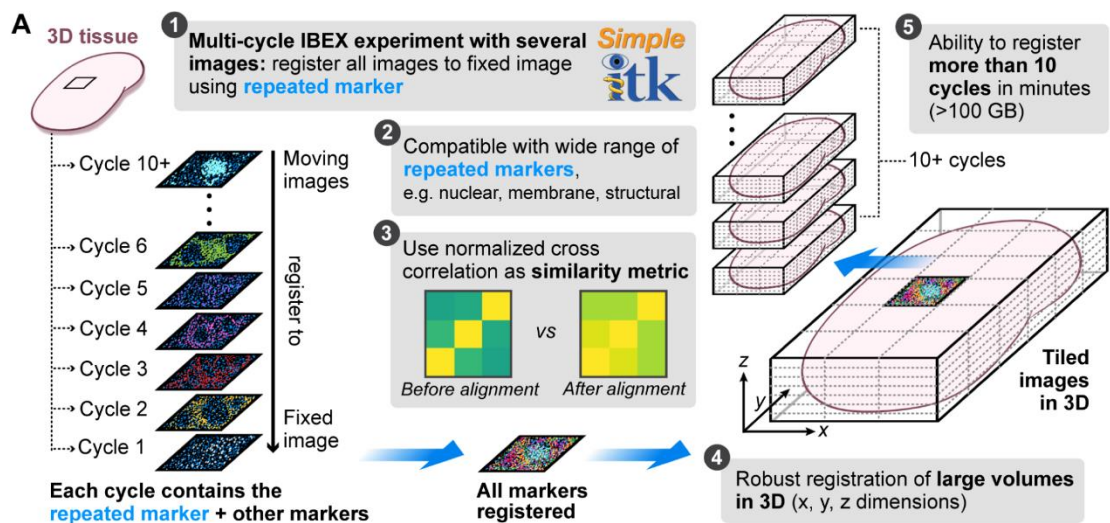 A
3D tissue
1
Multi-cycle IBEX experiment with several
images: register all images to fixed image
using repeated marker
Simple
itk
2
Compatible with wide range of
repeated markers,
e.g. nuclear, membrane, structural
3
Use normalized cross
correlation as similarity metric
vs
Before alignment
After alignment
Cycle 10+
Cycle 6
Cycle 5
Cycle 4
Cycle 3
Cycle 2
Cycle 1
Moving
images
register to
Fixed
image
Each cycle contains the
repeated marker + other markers
All markers
registered
5
Ability to register
more than 10
cycles in minutes
(>100 GB)
10+ cycles
Tiled
images
in 3D
z
y
x
4
Robust registration of large volumes
in 3D (x, y, z dimensions)